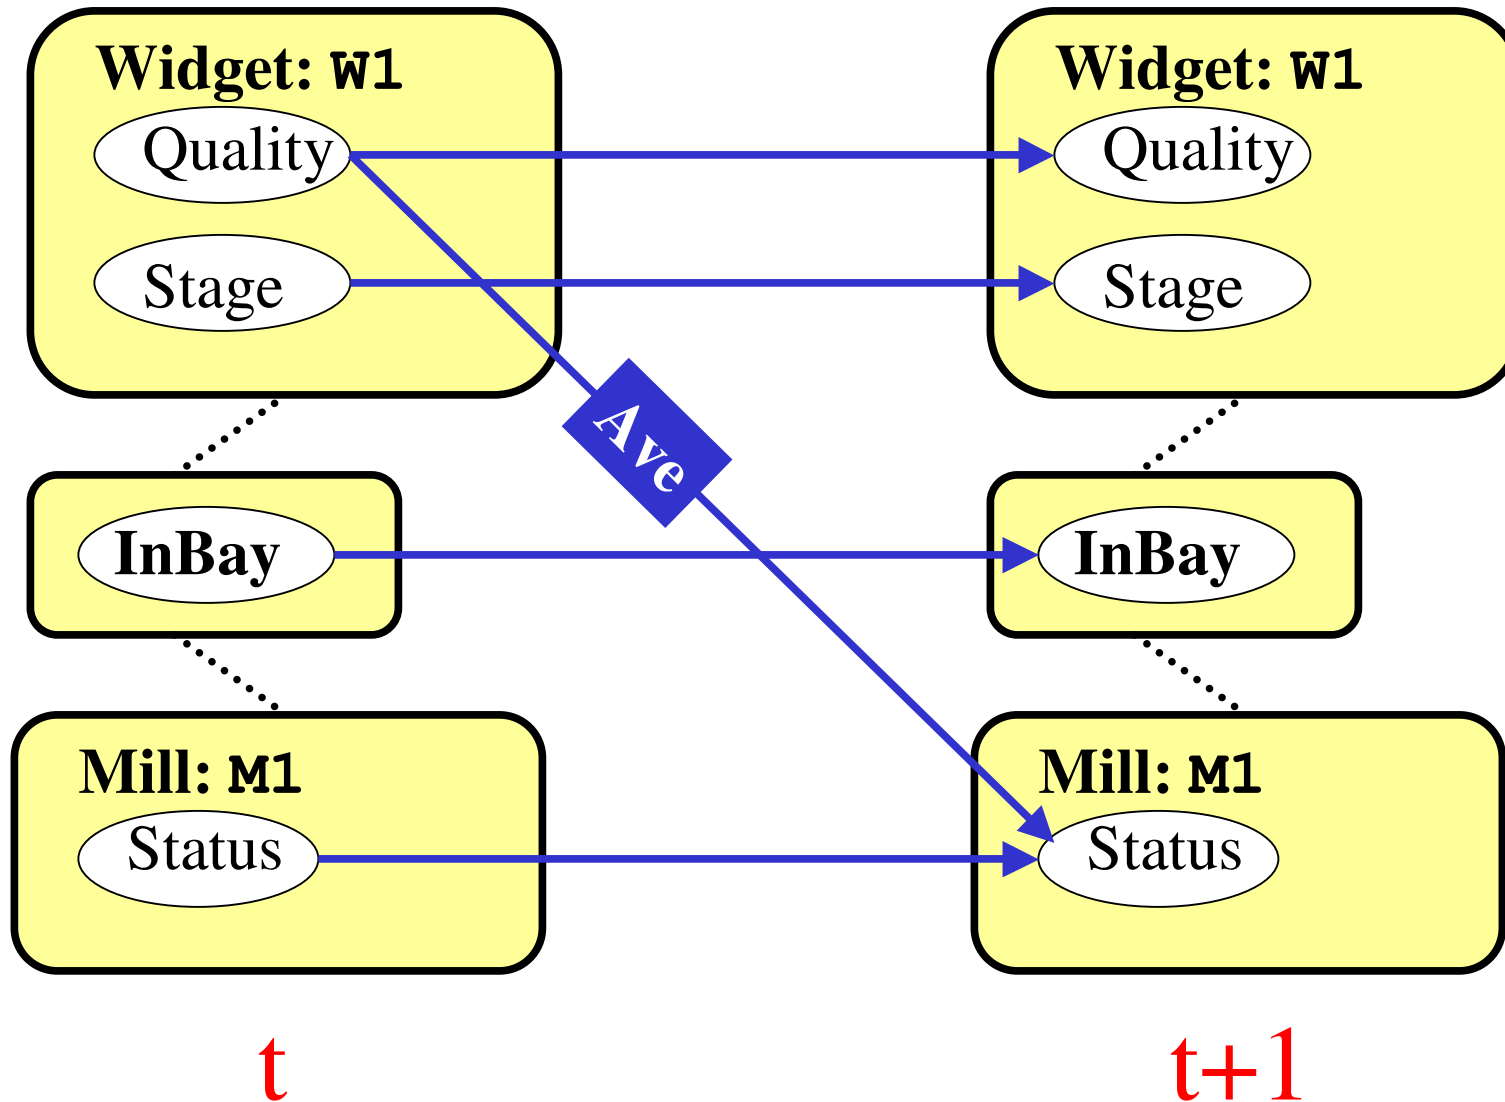 Widget: W1
Quality
Stage
InBay
Mill: M1
Status
t
Ave
Widget: W1
Quality
Stage
InBay
Mill: M1
Status
t+1